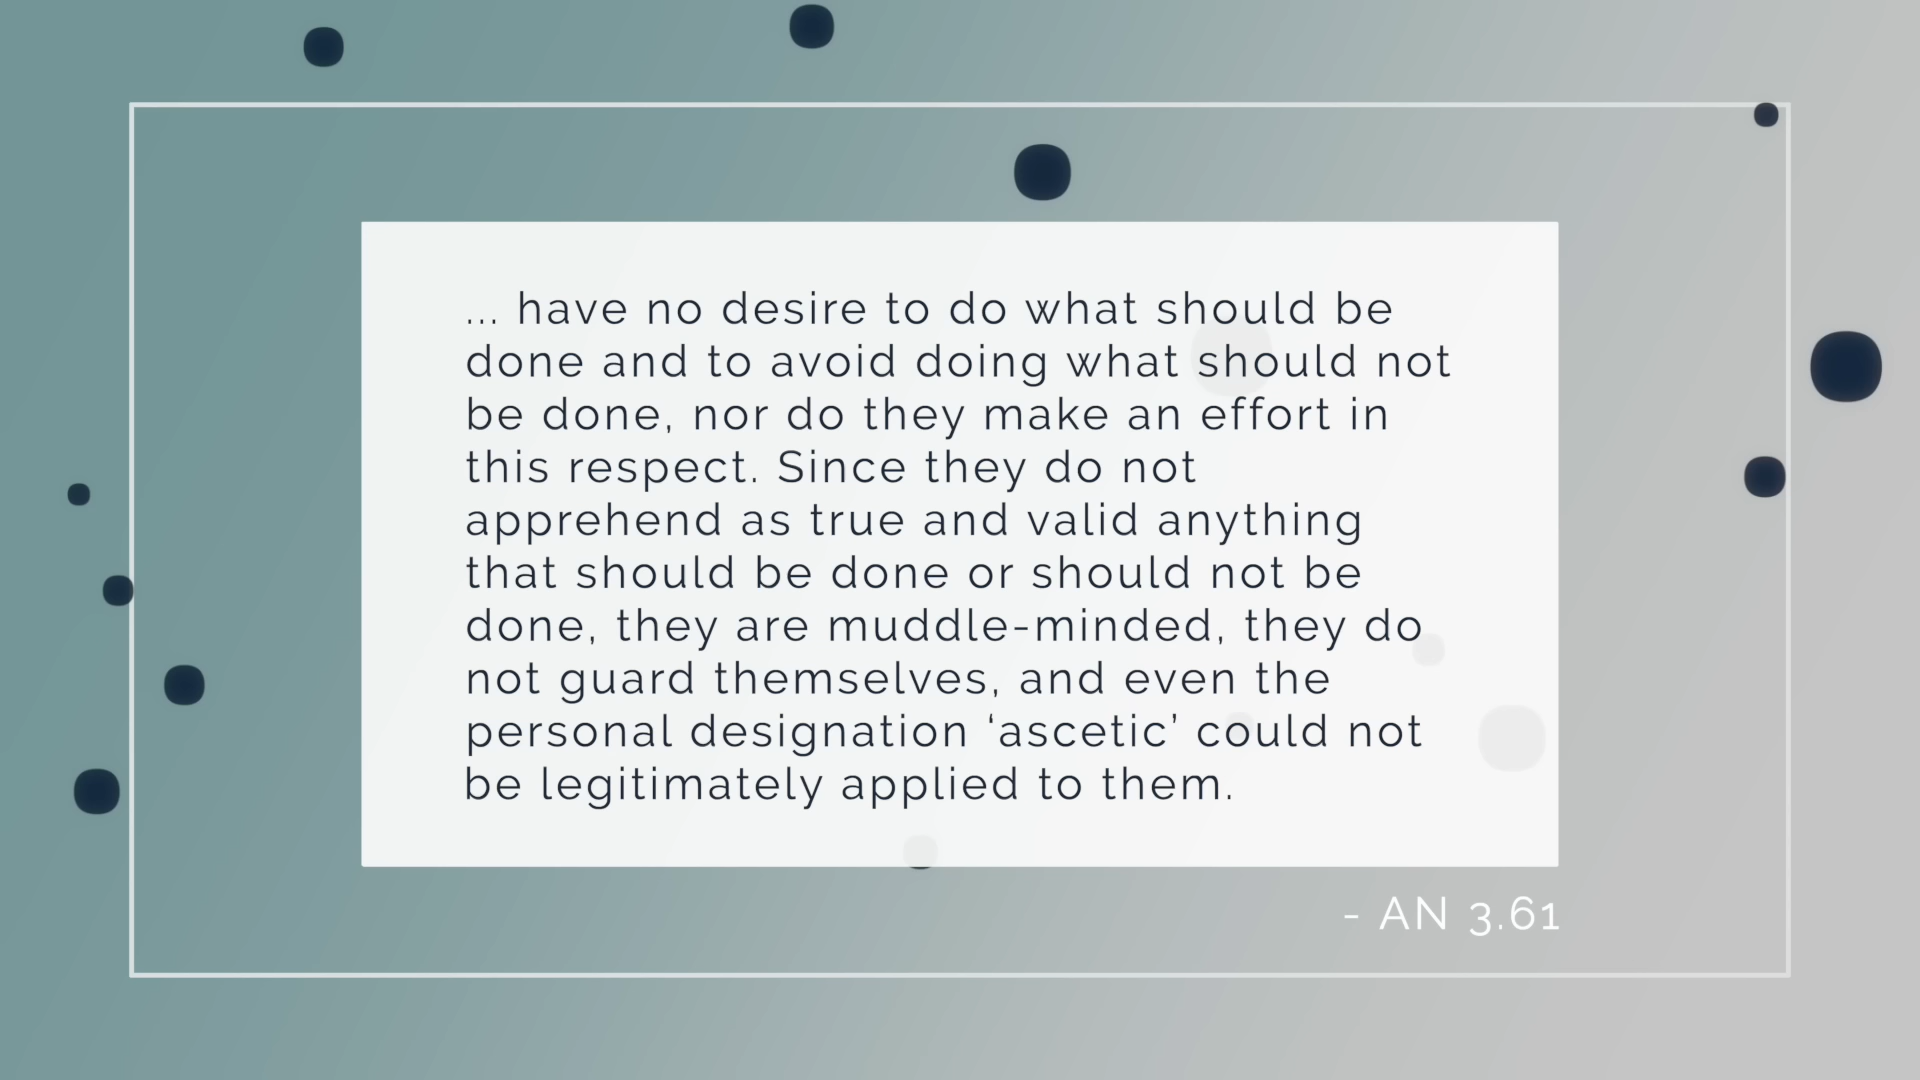 ... have no desire to do what should be
done and to avoid doing what should not
be done, nor do they make an effort in
this respect. Since they do not
apprehend as true and valid anything
that should be done or should not be
done, they are muddle-minded, they do
not guard themselves, and even the
personal designation ‘ascetic’ could not
be legitimately applied to them.
- AN 3.61